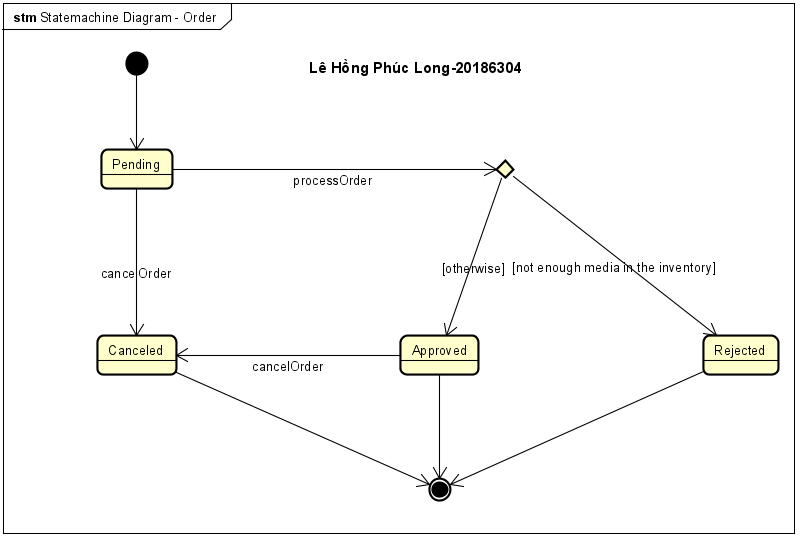 stm Statemachine Diagram - Order
Lê Hồng Phúc Long-20186304
Pending
processOrder
cancelOrder
[otherwise]
[not enough media in the inventory]
Canceled
cancelOrder
Approved
Rejected